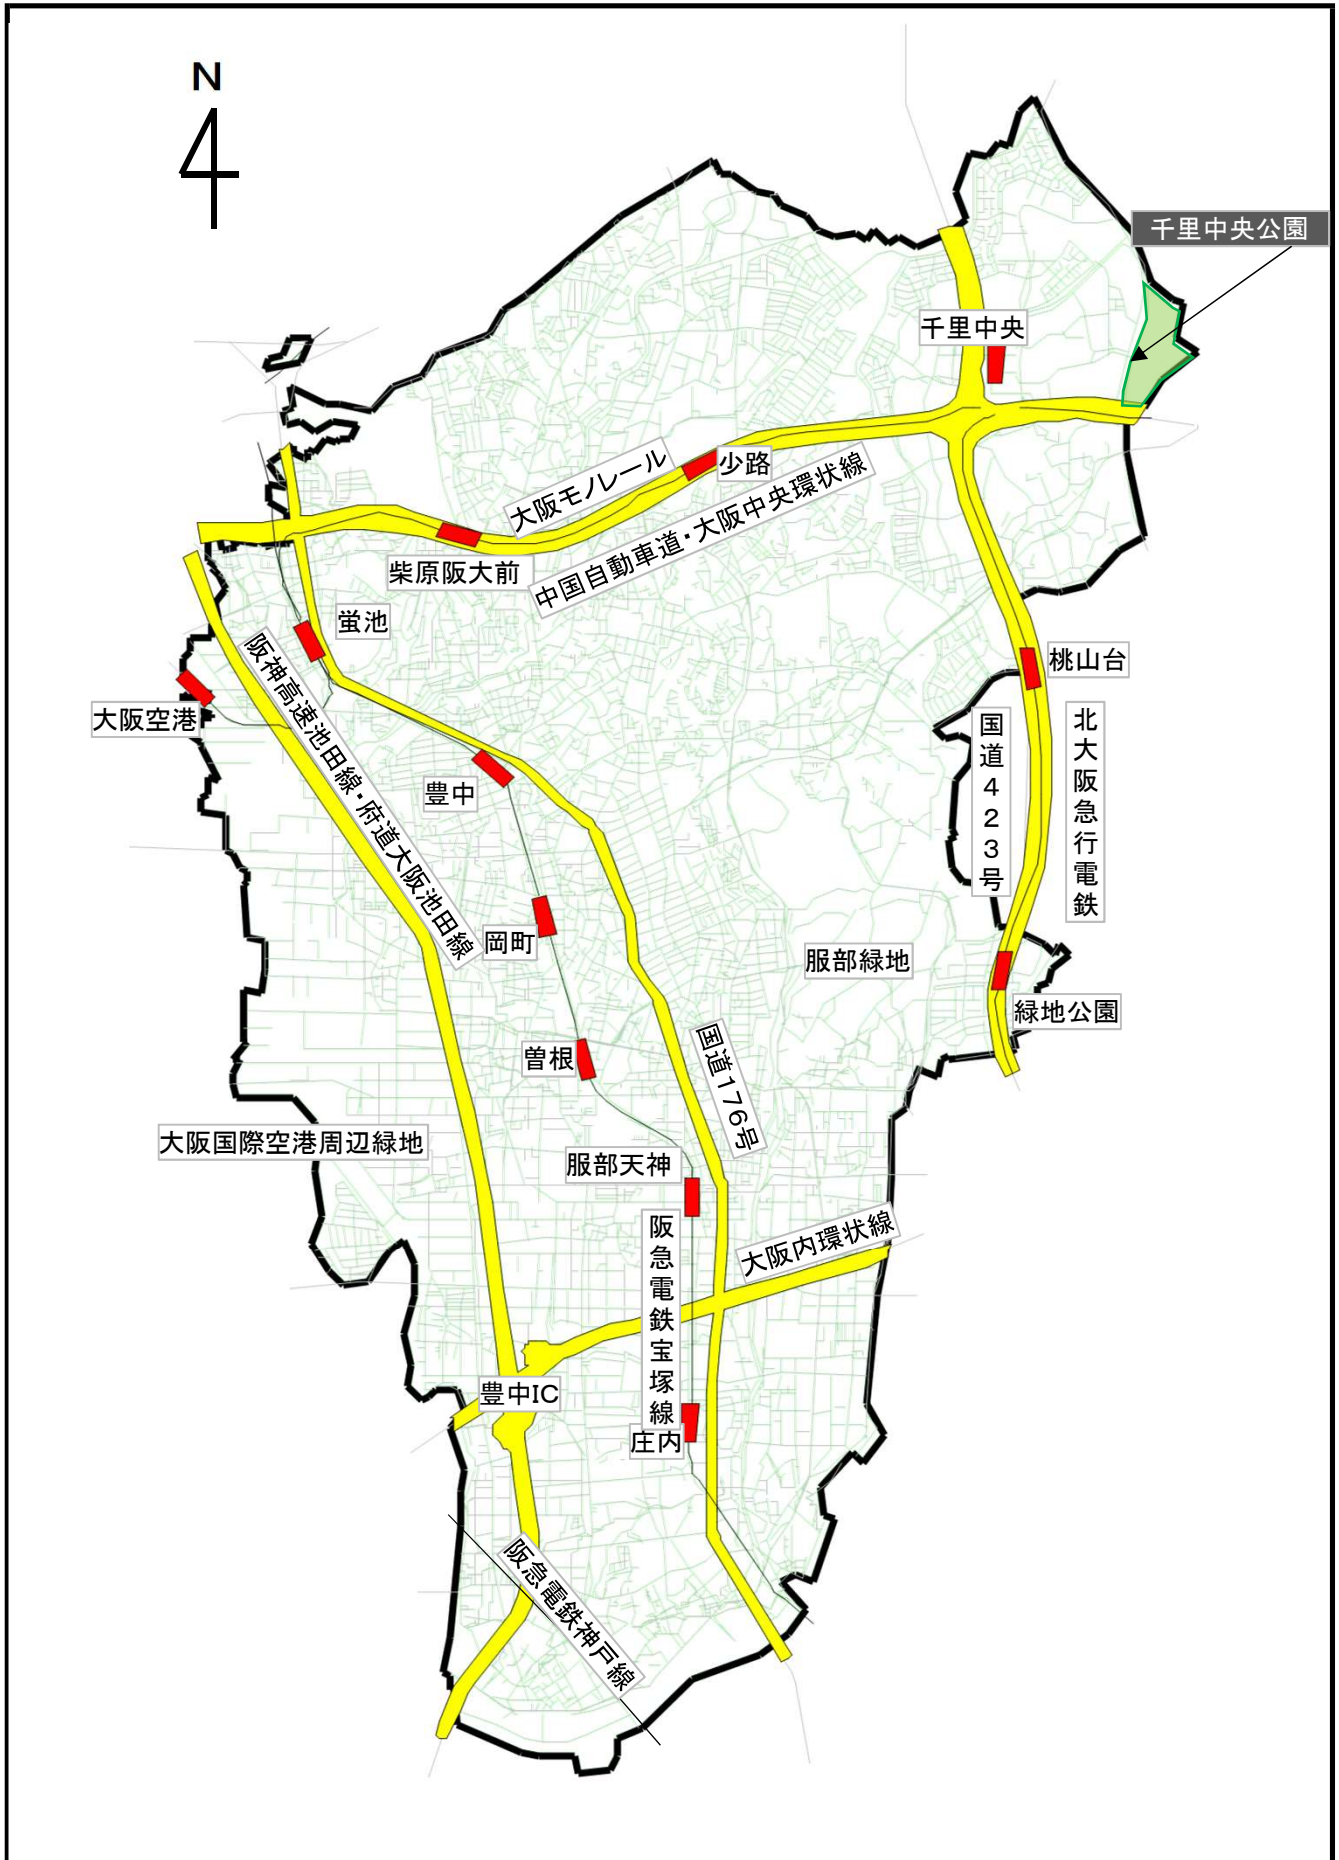 N
千里中央公園
千里中央
少路
大阪モノレール
中国自動車道・大阪中央環状線
柴原阪大前
蛍池
阪神高速池田線・府道大阪池田線
桃山台
大阪空港
国道423号
北大阪急行電鉄
豊中
岡町
服部緑地
緑地公園
曽根
国道176号
大阪国際空港周辺緑地
服部天神
阪急電鉄宝塚線
大阪内環状線
豊中IC
庄内
阪急電鉄神戸線